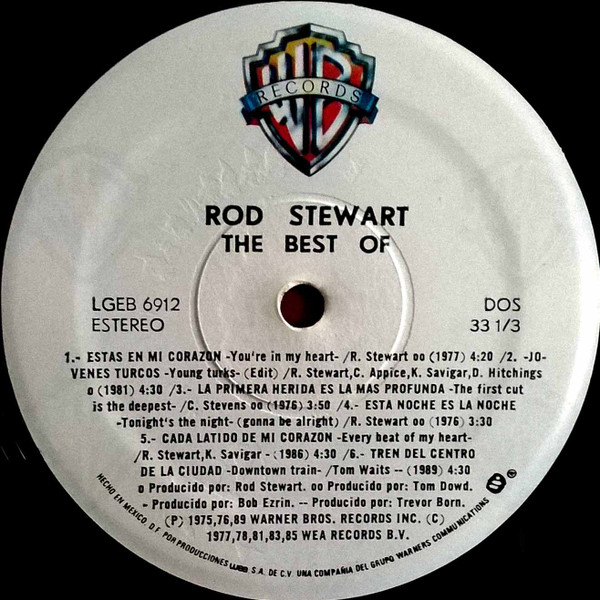 RECORDS
ROD STEWART
THE BEST OF
LGEB 6912
ESTEREO
DOS
33 1/3
1.- ESTAS EN MI CORAZON -You're in my heart- /R. Stewart oo (1977) 4:20 /2. -JO-
VENES TURCOS -Young turks- (Edit) /R. Stewart,C. Appice,K. Savigar,D. Hitchings
o (1981) 4:30 /3.- LA PRIMERA HERIDA ES LA MAS PROFUNDA -The first cut
is the deepest- /C. Stevens oo (1976) 3:50 /4.- ESTA NOCHE ES LA NOCHE
-Tonight's the night- (gonna be alright) /R. Stewart oo (1976) 3:30
5.- CADA LATIDO DE MI CORAZON -Every beat of my heart-
/R. Stewart,K. Savigar - (1986) 4:30 /6.- TREN DEL CENTRO
DE LA CIUDAD -Downtown train- /Tom Waits -- (1989) 4:30
o Producido por: Rod Stewart. oo Producido por: Tom Dowd.
- Producido por: Bob Ezrin. -- Producido por: Trevor Born.
(P) 1975,76,89 WARNER BROS. RECORDS INC. (C)
1977,78,81,83,85 WEA RECORDS B.V.
HECHO EN MEXICO D.F. POR PRODUCCIONES WEA S.A. DE C.V. UNA COMPAÑIA DEL GRUPO WARNERS COMMUNICATIONS ®